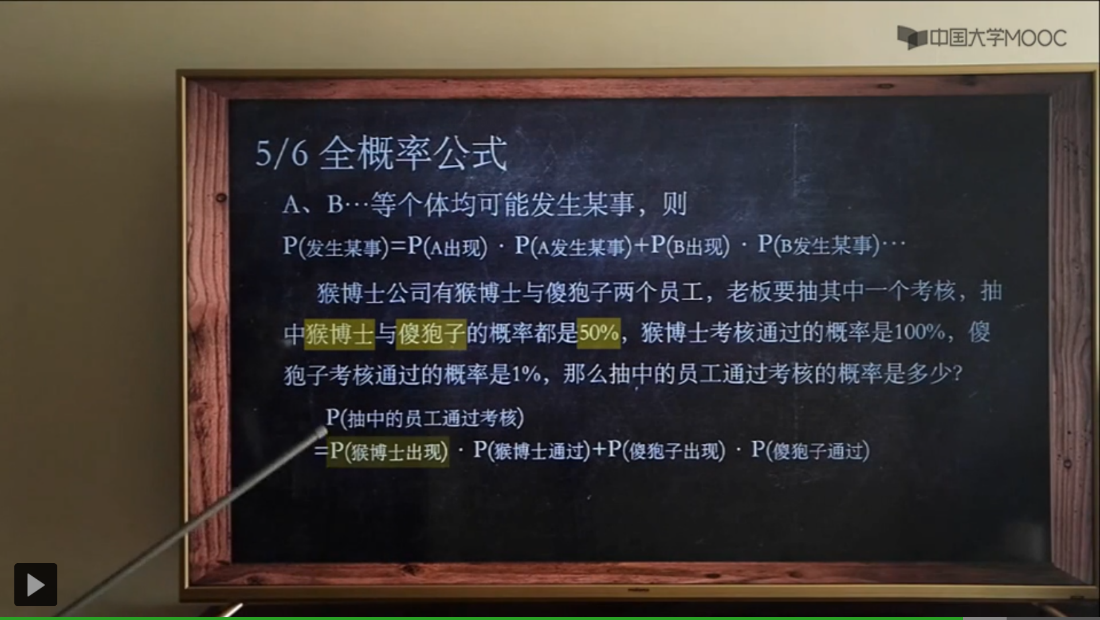 中国大学MOOC
5/6 全概率公式
A、B…等个体均可能发生某事，则
P(发生某事)=P(A出现) · P(A发生某事)+P(B出现) · P(B发生某事)…
猴博士公司有猴博士与傻狍子两个员工，老板要抽其中一个考核，抽
中猴博士与傻狍子的概率都是50%，猴博士考核通过的概率是100%，傻
狍子考核通过的概率是1%，那么抽中的员工通过考核的概率是多少？
P(抽中的员工通过考核)
=P(猴博士出现) · P(猴博士通过)+P(傻狍子出现) · P(傻狍子通过)